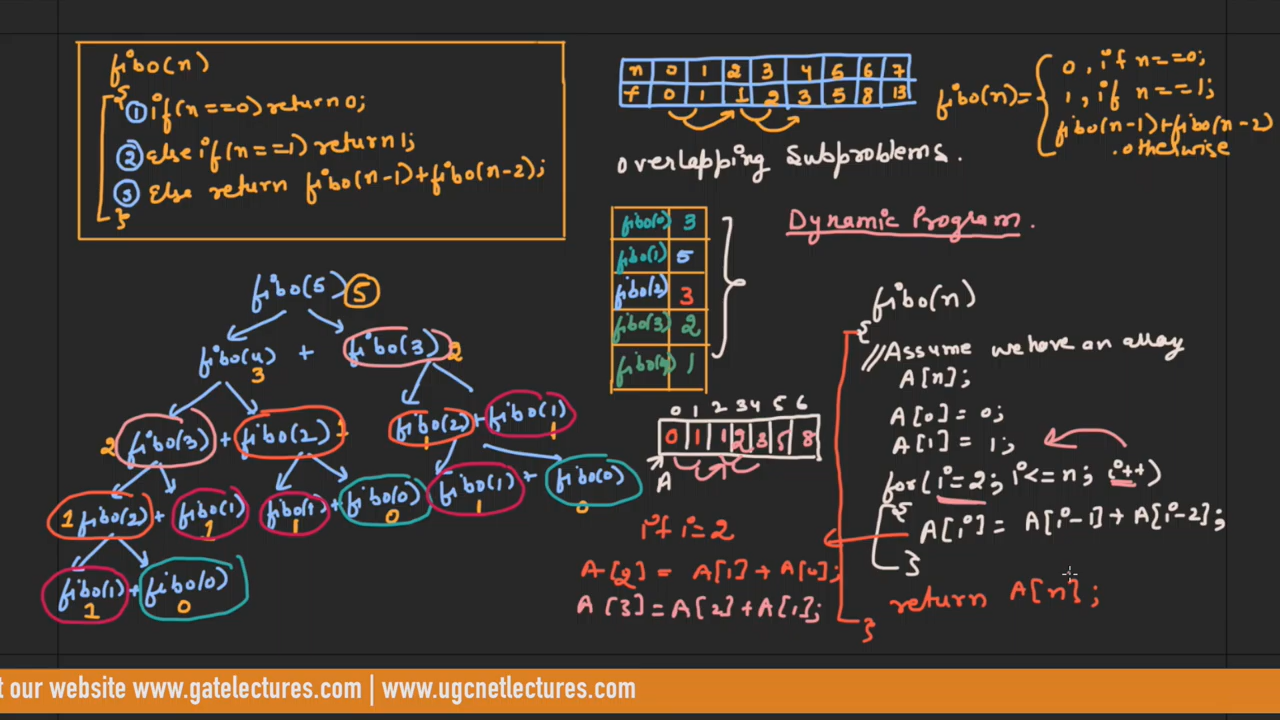 fibo(n)
{
① if(n==0) return 0;
② Else if(n==1) return 1;
③ Else return fibo(n-1)+fibo(n-2);
}
n 0 1 2 3 4 5 6 7
f 0 1 1 2 3 5 8 13
fibo(n)= { 0, if n==0;
1, if n==1;
fibo(n-1)+fibo(n-2)
, otherwise
overlapping Subproblems.
Dynamic Program.
fibo(0) 3
fibo(1) 5
fibo(2) 3
fibo(3) 2
fibo(4) 1
fibo(5) 5
fibo(4) + fibo(3) 2
3
2 fibo(3) + fibo(2) 1 fibo(2) + fibo(1)
1 1
1 fibo(2) + fibo(1) fibo(1) + fibo(0) fibo(1) + fibo(0)
1 1 0 1 0
fibo(1) + fibo(0)
1 0
0 1 2 3 4 5 6
0 1 1 2 3 5 8
A
if i=2
A[2] = A[1] + A[0];
A[3] = A[2] + A[1];
fibo(n)
{
//Assume we have an array
A[n];
A[0] = 0;
A[1] = 1;
for(i=2; i<=n; i++)
{
A[i] = A[i-1] + A[i-2];
}
return A[n];
}
t our website www.gatelectures.com | www.ugcnetlectures.com